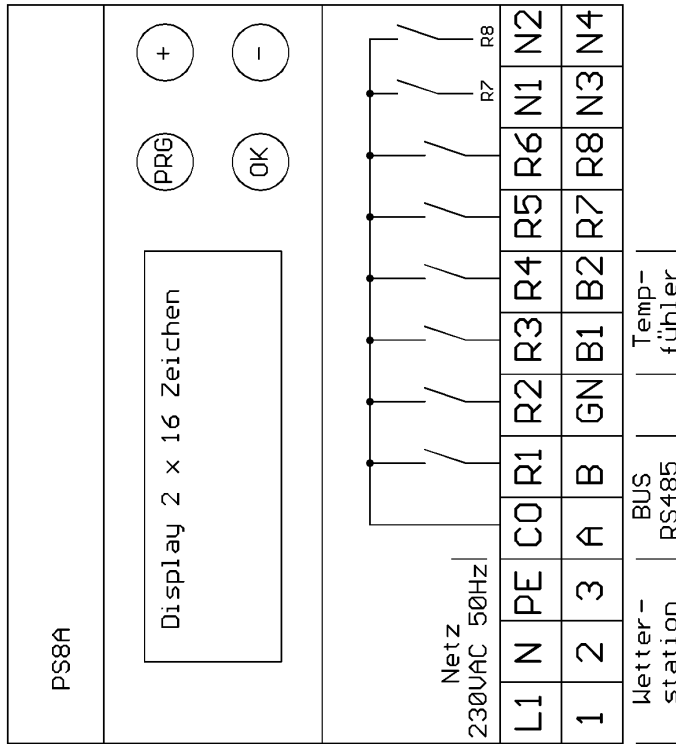 PS8A
Display 2 x 16 Zeichen
PRG
+
OK
-
Netz
230VAC 50Hz
R7
R8
L1 N PE CO R1 R2 R3 R4 R5 R6 N1 N2
1 2 3 A B GN B1 B2 R7 R8 N3 N4
Wetter-
station
BUS
RS485
Temp-
fühler